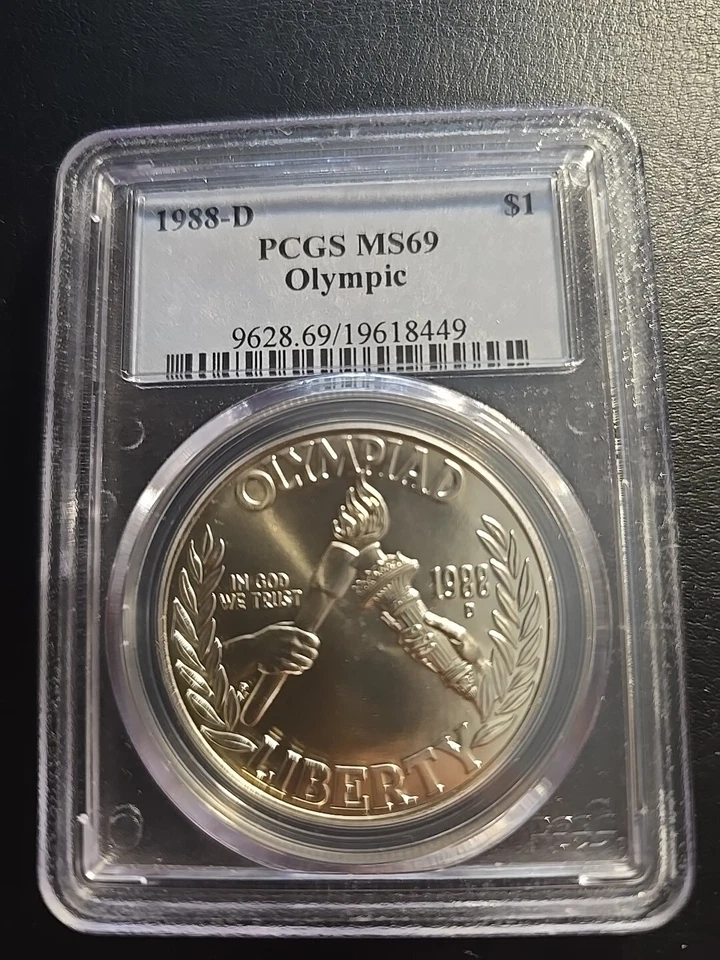 1988-D $1
PCGS MS69
Olympic
9628.69/19618449
OLYMPIAD
IN GOD
WE TRUST
1988
D
LIBERTY